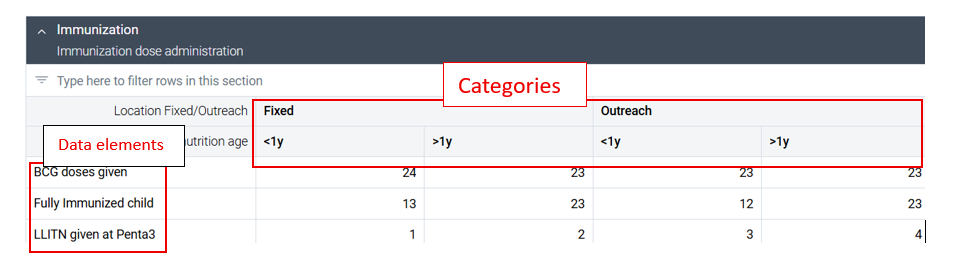 Immunization
Immunization dose administration
Type here to filter rows in this section
Categories
Location Fixed/Outreach Fixed Outreach
Data elements utrition age <1y >1y <1y >1y
BCG doses given 24 23 23 23
Fully Immunized child 13 23 12 23
LLITN given at Penta3 1 2 3 4